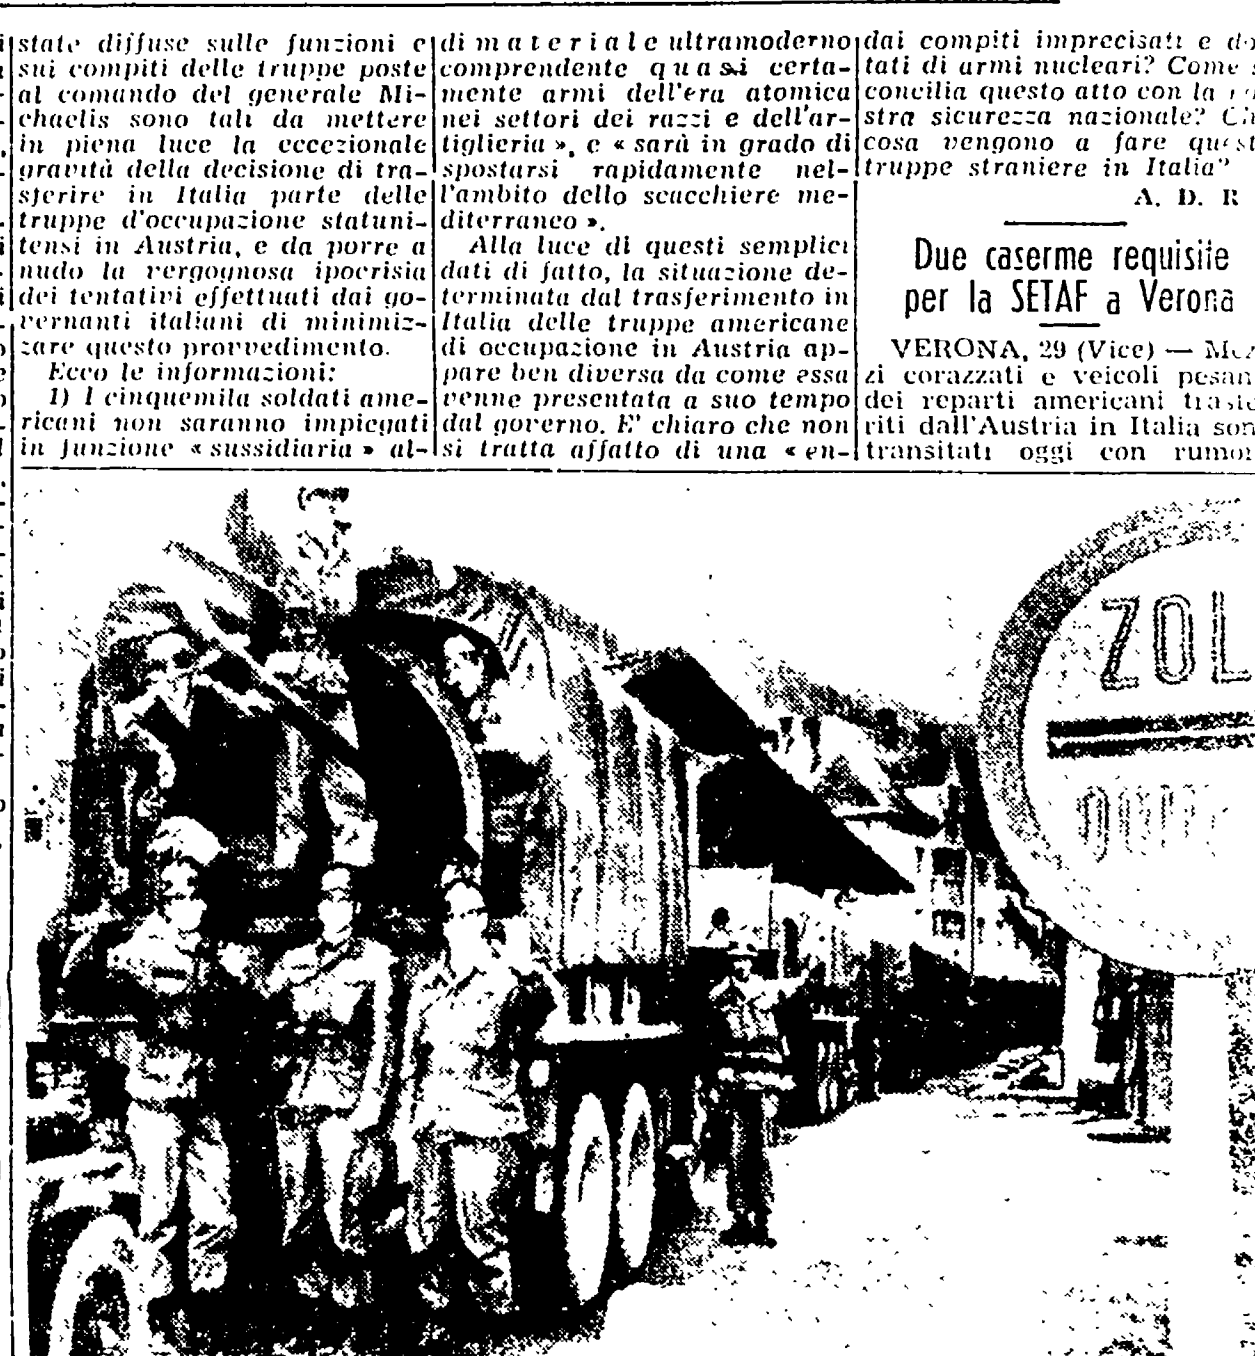 state diffuse sulle funzioni e
sui compiti delle truppe poste
al comando del generale Mi-
chaelis sono tali da mettere
in piena luce la eccezionale
gravità della decisione di tra-
sferire in Italia parte delle
truppe d'occupazione statuni-
tensi in Austria, e da porre a
nudo la vergognosa ipocrisia
dei tentativi effettuati dai go-
vernanti italiani di minimiz-
zare questo provvedimento.
Ecco le informazioni:
1) I cinquemila soldati ame-
ricani non saranno impiegati
in funzione « sussidiaria » al-
di materiale ultramoderno
comprendente quasi certa-
mente armi dell'era atomica
nei settori dei razzi e dell'ar-
tiglieria », e « sarà in grado di
spostarsi rapidamente nel-
l'ambito dello scacchiere me-
diterraneo ».
Alla luce di questi semplici
dati di fatto, la situazione de-
terminata dal trasferimento in
Italia delle truppe americane
di occupazione in Austria ap-
pare ben diversa da come essa
venne presentata a suo tempo
dal governo. E' chiaro che non
si tratta affatto di una « en-
dai compiti imprecisati e do
tati di armi nucleari? Come s
concilia questo atto con la
stra sicurezza nazionale? Ch
cosa vengono a fare quest
truppe straniere in Italia?
A. D. R
Due caserme requisite
per la SETAF a Verona
VERONA, 29 (Vice) — Mez
zi corazzati e veicoli pesan
dei reparti americani trasfe
riti dall'Austria in Italia son
transitati oggi con rumor
ZOL